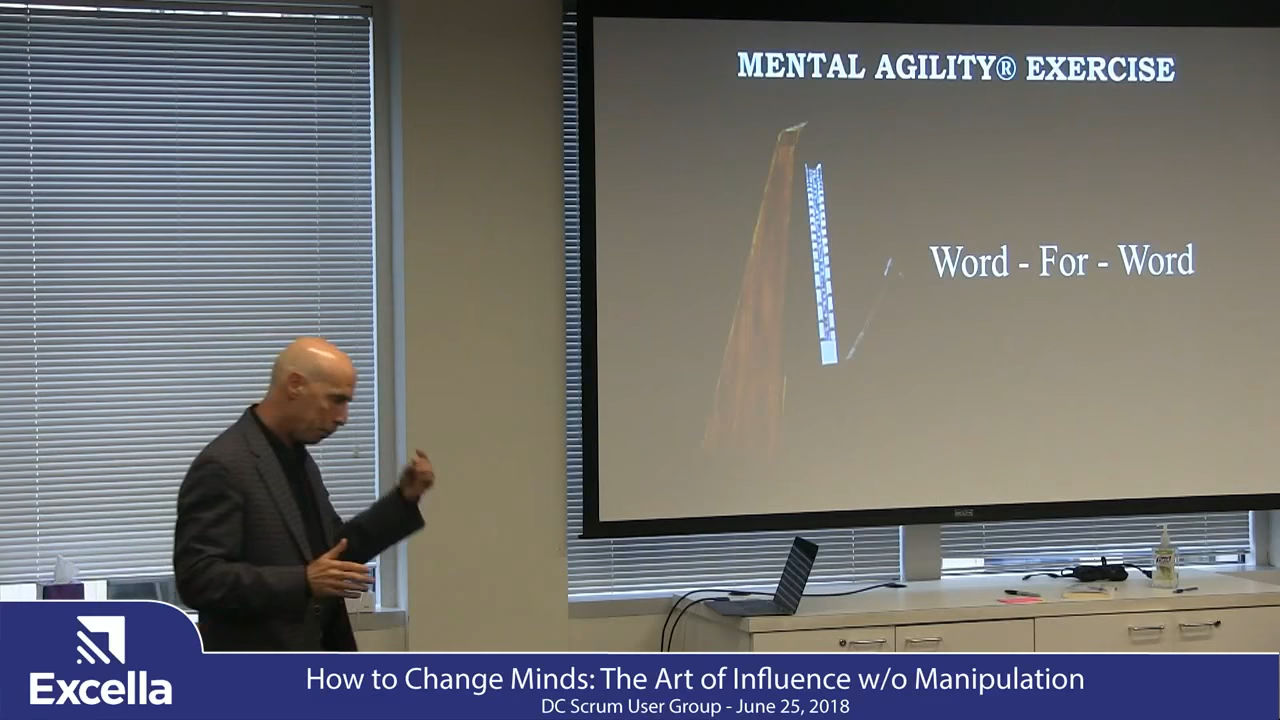 MENTAL AGILITY® EXERCISE
Word - For - Word
Excella
How to Change Minds: The Art of Influence w/o Manipulation
DC Scrum User Group - June 25, 2018